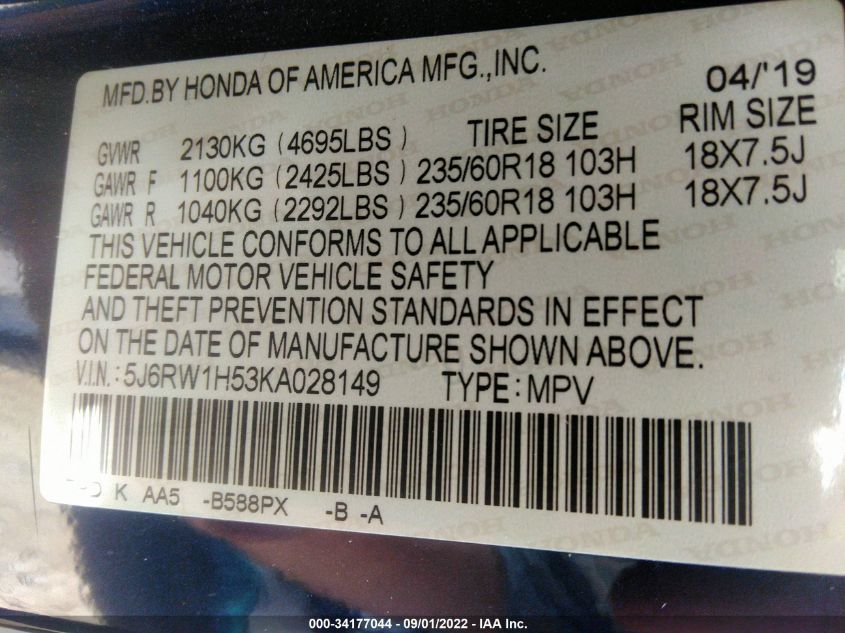 MFD.BY HONDA OF AMERICA MFG.,INC. 04/'19
GVWR 2130KG (4695LBS) TIRE SIZE RIM SIZE
GAWR F 1100KG (2425LBS) 235/60R18 103H 18X7.5J
GAWR R 1040KG (2292LBS) 235/60R18 103H 18X7.5J
THIS VEHICLE CONFORMS TO ALL APPLICABLE
FEDERAL MOTOR VEHICLE SAFETY
AND THEFT PREVENTION STANDARDS IN EFFECT
ON THE DATE OF MANUFACTURE SHOWN ABOVE.
V.I.N.: 5J6RW1H53KA028149 TYPE: MPV
K AA5 -B588PX -B -A
000-34177044 / 09/01/2022 - IAA Inc.